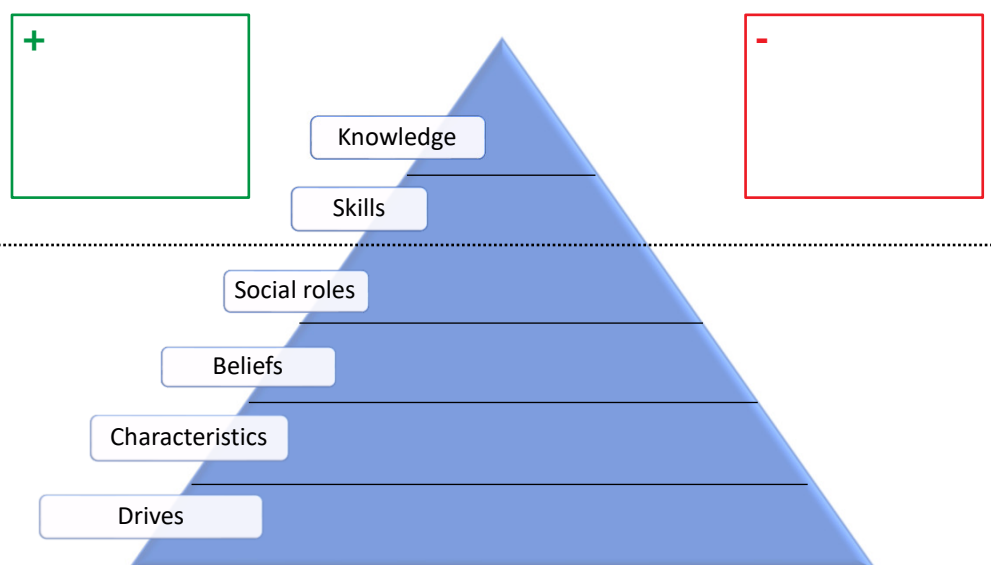 +
-
Knowledge
Skills
Social roles
Beliefs
Characteristics
Drives